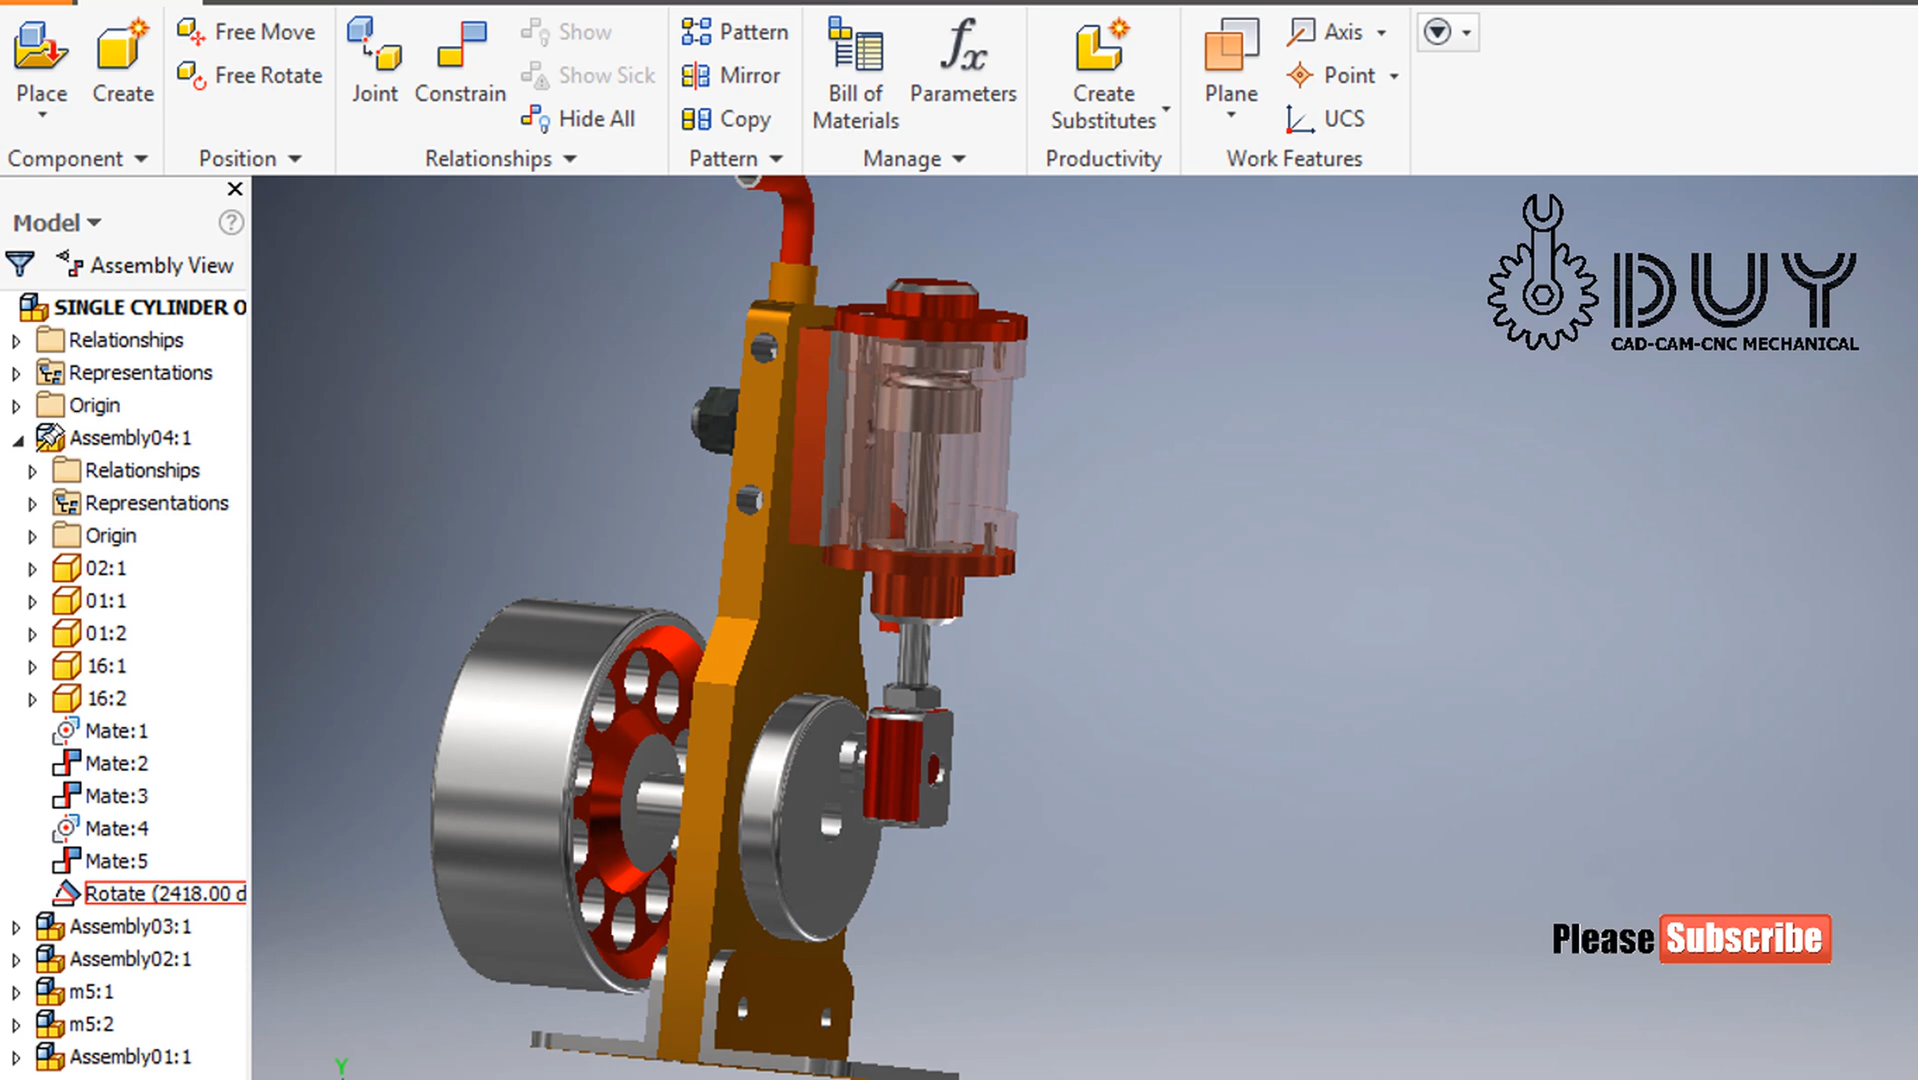 Place
Create
Free Move
Free Rotate
Joint
Constrain
Show
Show Sick
Hide All
Pattern
Mirror
Copy
Bill of
Materials
fx
Parameters
Create
Substitutes
Plane
Axis
Point
UCS
Component
Position
Relationships
Pattern
Manage
Productivity
Work Features
Model
?
Assembly View
SINGLE CYLINDER O
Relationships
Representations
Origin
Assembly04:1
Relationships
Representations
Origin
02:1
01:1
01:2
16:1
16:2
Mate:1
Mate:2
Mate:3
Mate:4
Mate:5
Rotate (2418.00 d
Assembly03:1
Assembly02:1
m5:1
m5:2
Assembly01:1
Y
DUY
CAD-CAM-CNC MECHANICAL
Please Subscribe